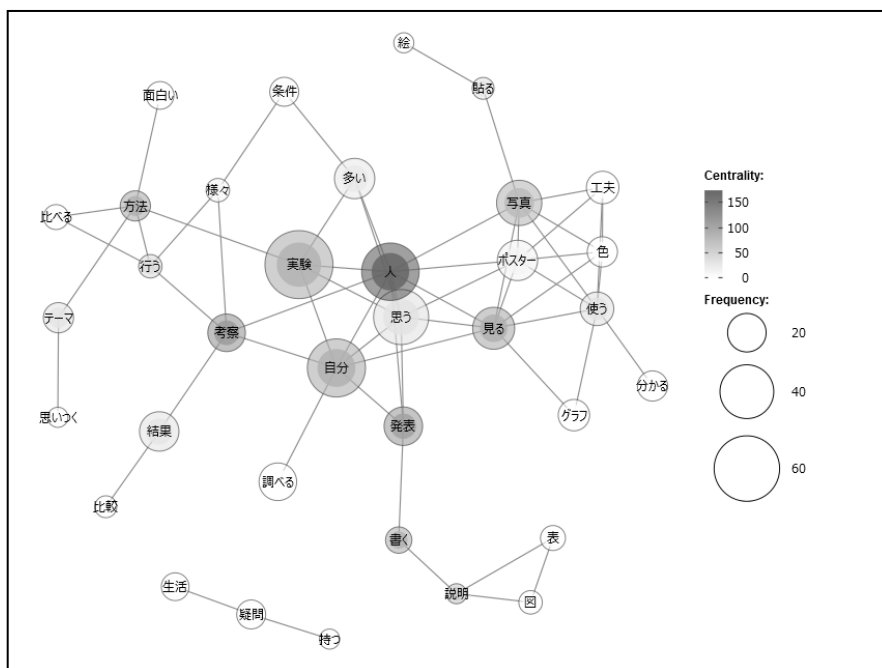 絵
貼る
面白い
条件
様々
多い
写真
工夫
方法
比べる
行う
実験
人
ポスター
色
テーマ
思う
見る
使う
考察
自分
分かる
思いつく
結果
発表
グラフ
調べる
比較
書く
表
説明
図
生活
疑問
持つ
Centrality:
150
100
50
0
Frequency:
20
40
60